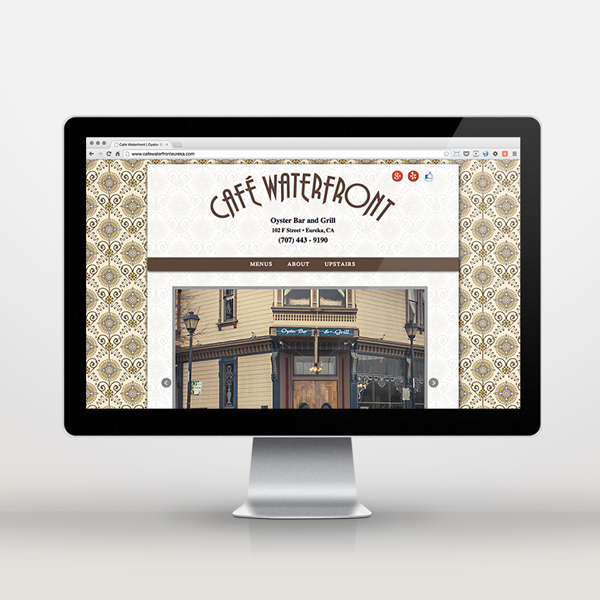 Café Waterfront | Oyster B
www.cafewaterfronteureka.com
CAFÉ WATERFRONT
Oyster Bar and Grill
102 F Street • Eureka, CA
(707) 443 - 9190
MENUS ABOUT UPSTAIRS
Oyster Bar & Grill